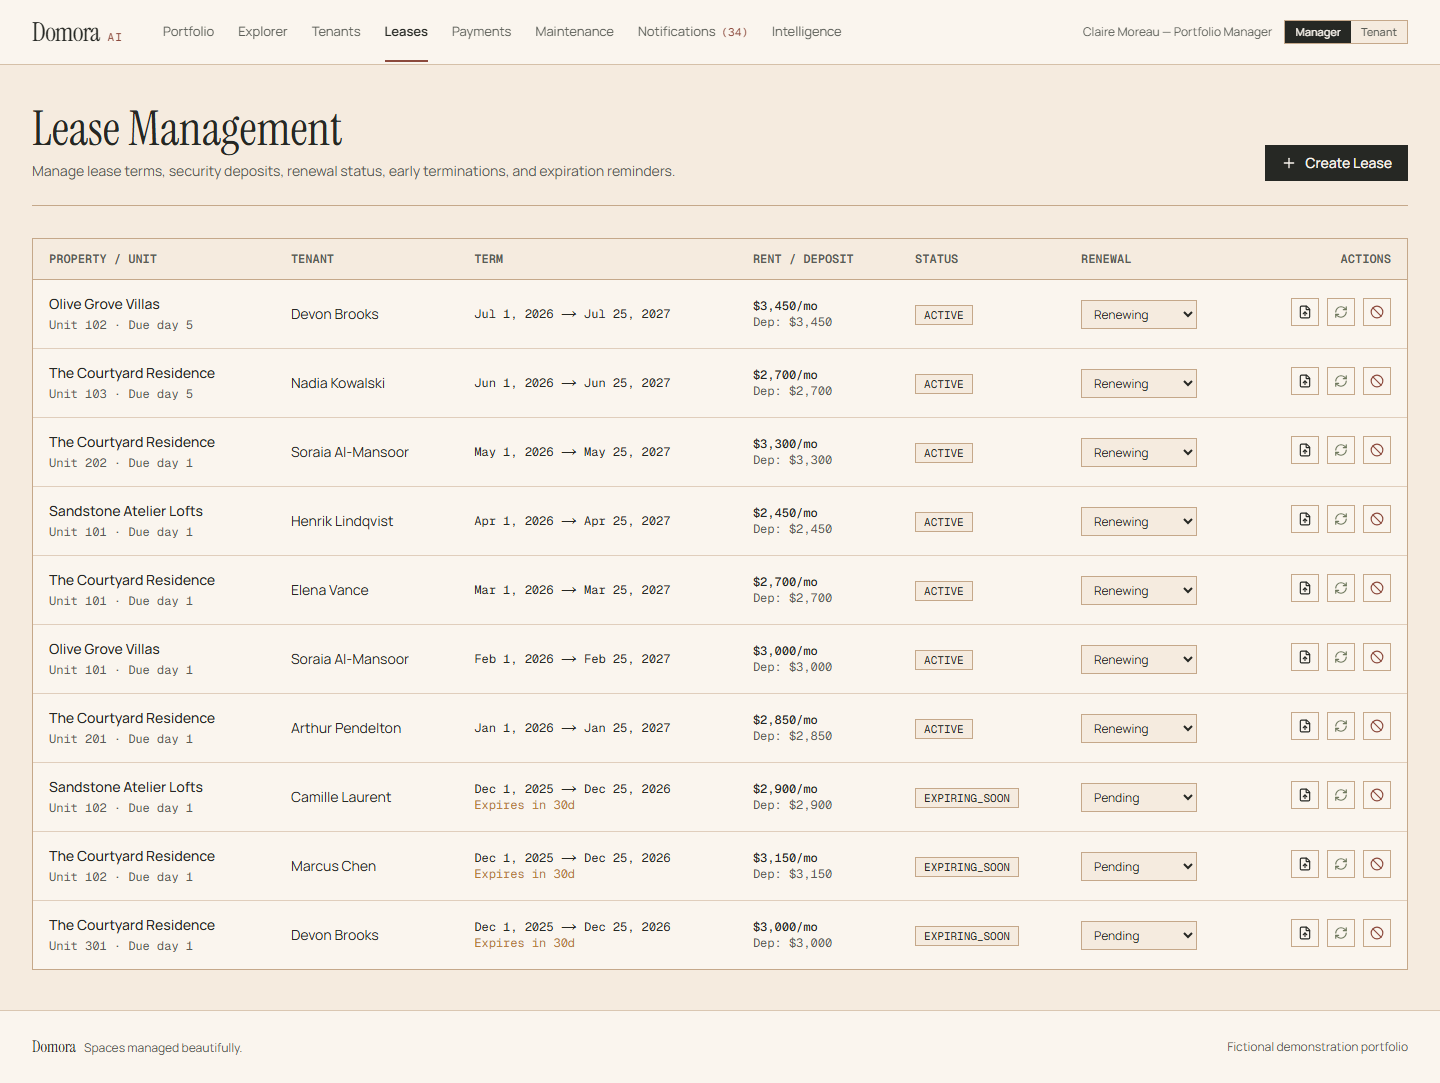 Domora AI Portfolio Explorer Tenants Leases Payments Maintenance Notifications (34) Intelligence Claire Moreau — Portfolio Manager Manager Tenant
Lease Management
Manage lease terms, security deposits, renewal status, early terminations, and expiration reminders.
+ Create Lease
PROPERTY / UNIT TENANT TERM RENT / DEPOSIT STATUS RENEWAL ACTIONS
Olive Grove Villas
Unit 102 · Due day 5
Devon Brooks
Jul 1, 2026 → Jul 25, 2027
$3,450/mo
Dep: $3,450
ACTIVE
Renewing
The Courtyard Residence
Unit 103 · Due day 5
Nadia Kowalski
Jun 1, 2026 → Jun 25, 2027
$2,700/mo
Dep: $2,700
ACTIVE
Renewing
The Courtyard Residence
Unit 202 · Due day 1
Soraia Al-Mansoor
May 1, 2026 → May 25, 2027
$3,300/mo
Dep: $3,300
ACTIVE
Renewing
Sandstone Atelier Lofts
Unit 101 · Due day 1
Henrik Lindqvist
Apr 1, 2026 → Apr 25, 2027
$2,450/mo
Dep: $2,450
ACTIVE
Renewing
The Courtyard Residence
Unit 101 · Due day 1
Elena Vance
Mar 1, 2026 → Mar 25, 2027
$2,700/mo
Dep: $2,700
ACTIVE
Renewing
Olive Grove Villas
Unit 101 · Due day 1
Soraia Al-Mansoor
Feb 1, 2026 → Feb 25, 2027
$3,000/mo
Dep: $3,000
ACTIVE
Renewing
The Courtyard Residence
Unit 201 · Due day 1
Arthur Pendelton
Jan 1, 2026 → Jan 25, 2027
$2,850/mo
Dep: $2,850
ACTIVE
Renewing
Sandstone Atelier Lofts
Unit 102 · Due day 1
Camille Laurent
Dec 1, 2025 → Dec 25, 2026
Expires in 30d
$2,900/mo
Dep: $2,900
EXPIRING_SOON
Pending
The Courtyard Residence
Unit 102 · Due day 1
Marcus Chen
Dec 1, 2025 → Dec 25, 2026
Expires in 30d
$3,150/mo
Dep: $3,150
EXPIRING_SOON
Pending
The Courtyard Residence
Unit 301 · Due day 1
Devon Brooks
Dec 1, 2025 → Dec 25, 2026
Expires in 30d
$3,000/mo
Dep: $3,000
EXPIRING_SOON
Pending
Domora Spaces managed beautifully.
Fictional demonstration portfolio